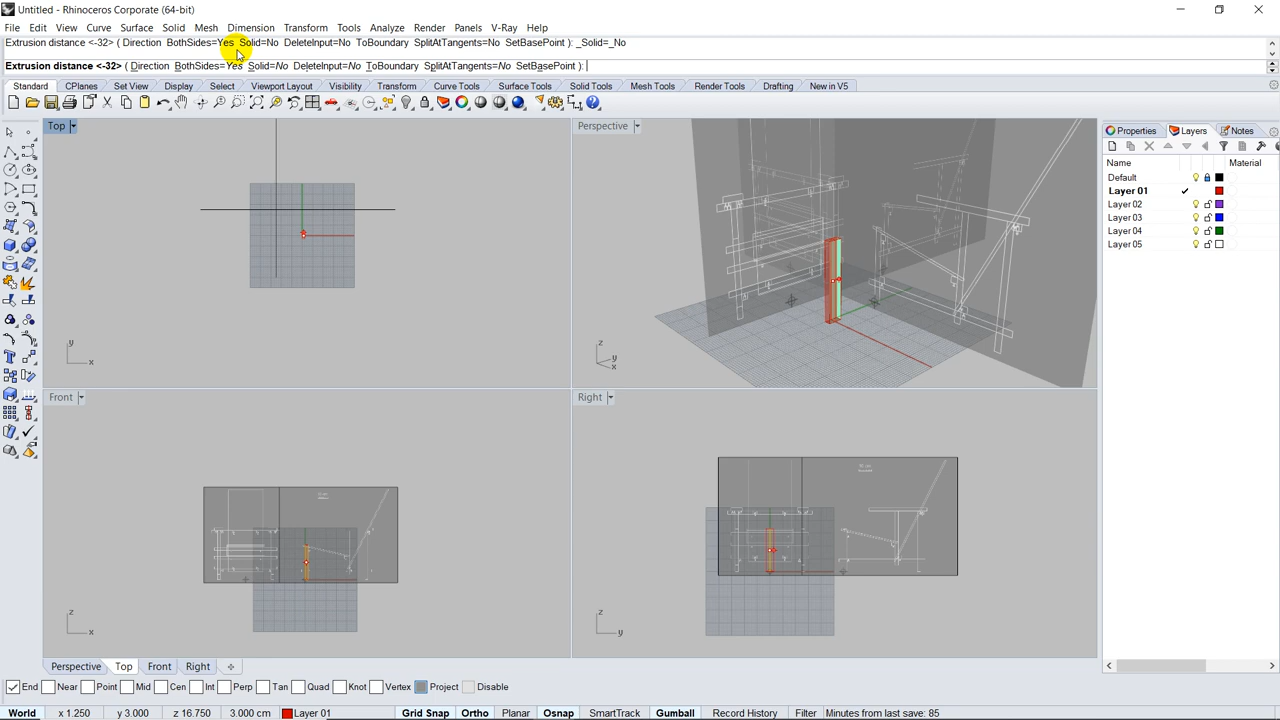 Untitled - Rhinoceros Corporate (64-bit)
File Edit View Curve Surface Solid Mesh Dimension Transform Tools Analyze Render Panels V-Ray Help
Extrusion distance <-32> ( Direction BothSides=Yes Solid=No DeleteInput=No ToBoundary SplitAtTangents=No SetBasePoint ): _Solid=_No
Extrusion distance <-32> ( Direction BothSides=Yes Solid=No DeleteInput=No ToBoundary SplitAtTangents=No SetBasePoint ):
Standard CPlanes Set View Display Select Viewport Layout Visibility Transform Curve Tools Surface Tools Solid Tools Mesh Tools Render Tools Drafting New in V5
Top
Perspective
Properties Layers Notes
Name Material
Default
Layer 01
Layer 02
Layer 03
Layer 04
Layer 05
y
x
z
y
x
Front
Right
z
x
z
y
Perspective Top Front Right
End Near Point Mid Cen Int Perp Tan Quad Knot Vertex Project Disable
World x 1.250 y 3.000 z 16.750 3.000 cm Layer 01 Grid Snap Ortho Planar Osnap SmartTrack Gumball Record History Filter Minutes from last save: 85